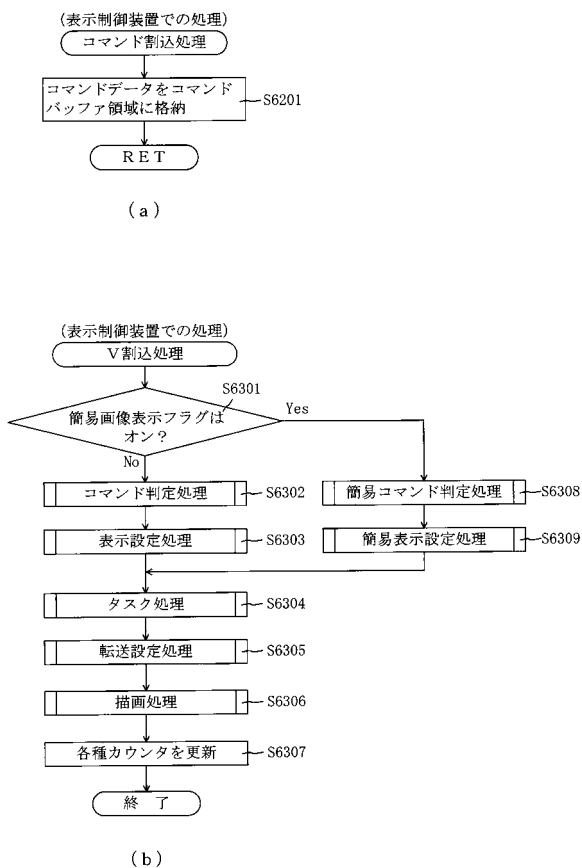 (表示制御装置での処理)
コマンド割込処理
コマンドデータをコマンド
バッファ領域に格納
S6201
RET
(a)
(表示制御装置での処理)
V割込処理
S6301
簡易画像表示フラグは
オン?
Yes
No
コマンド判定処理
S6302
簡易コマンド判定処理
S6308
表示設定処理
S6303
簡易表示設定処理
S6309
タスク処理
S6304
転送設定処理
S6305
描画処理
S6306
各種カウンタを更新
S6307
終 了
(b)